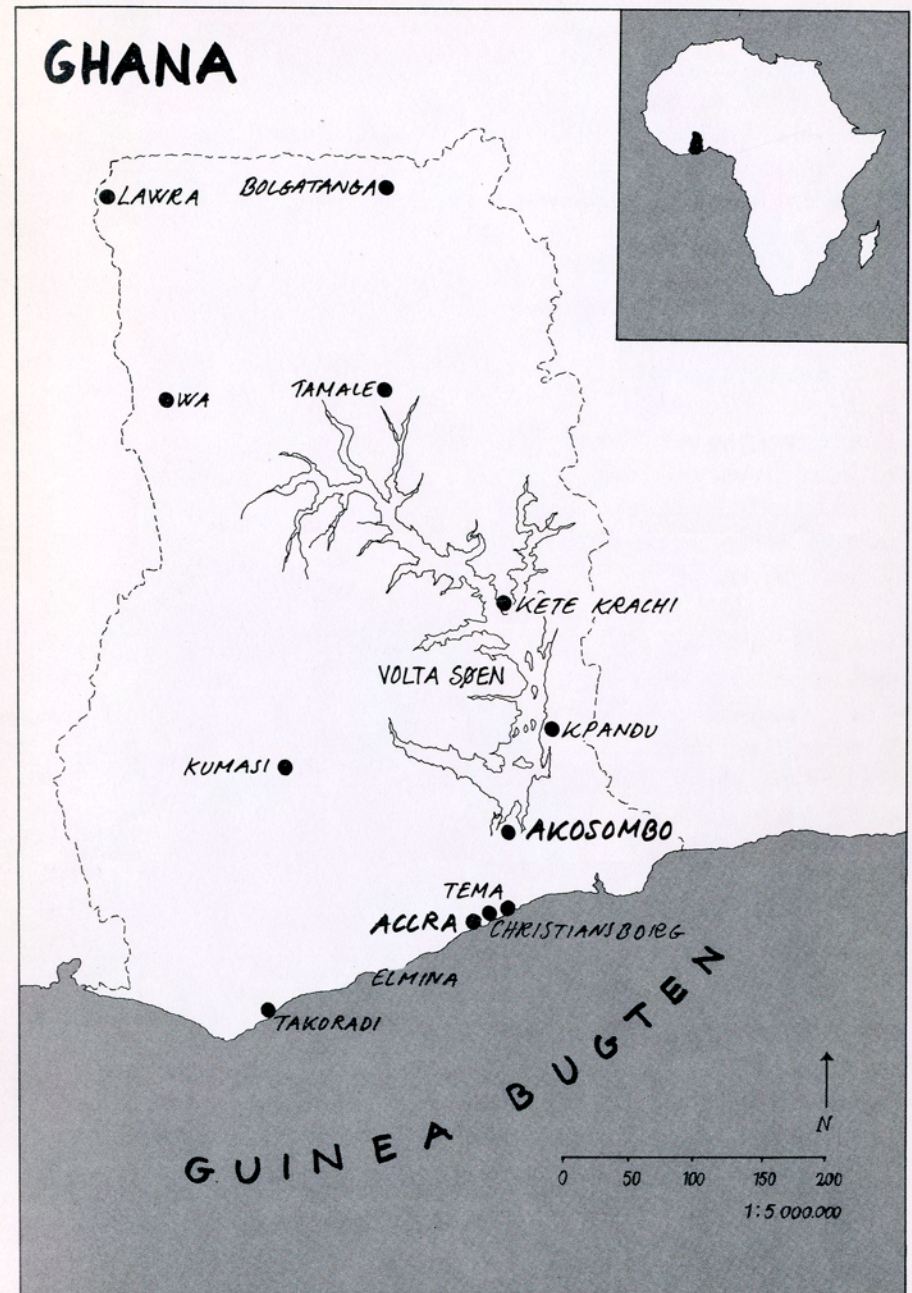 GHANA
LAWRA
BOLGATANGA
WA
TAMALE
KETE KRACHI
VOLTA SØEN
KPANDU
KUMASI
AKOSOMBO
TEMA
ACCRA
CHRISTIANSBORG
ELMINA
TAKORADI
GUINEA BUGTEN
N
0 50 100 150 200
1:5 000.000